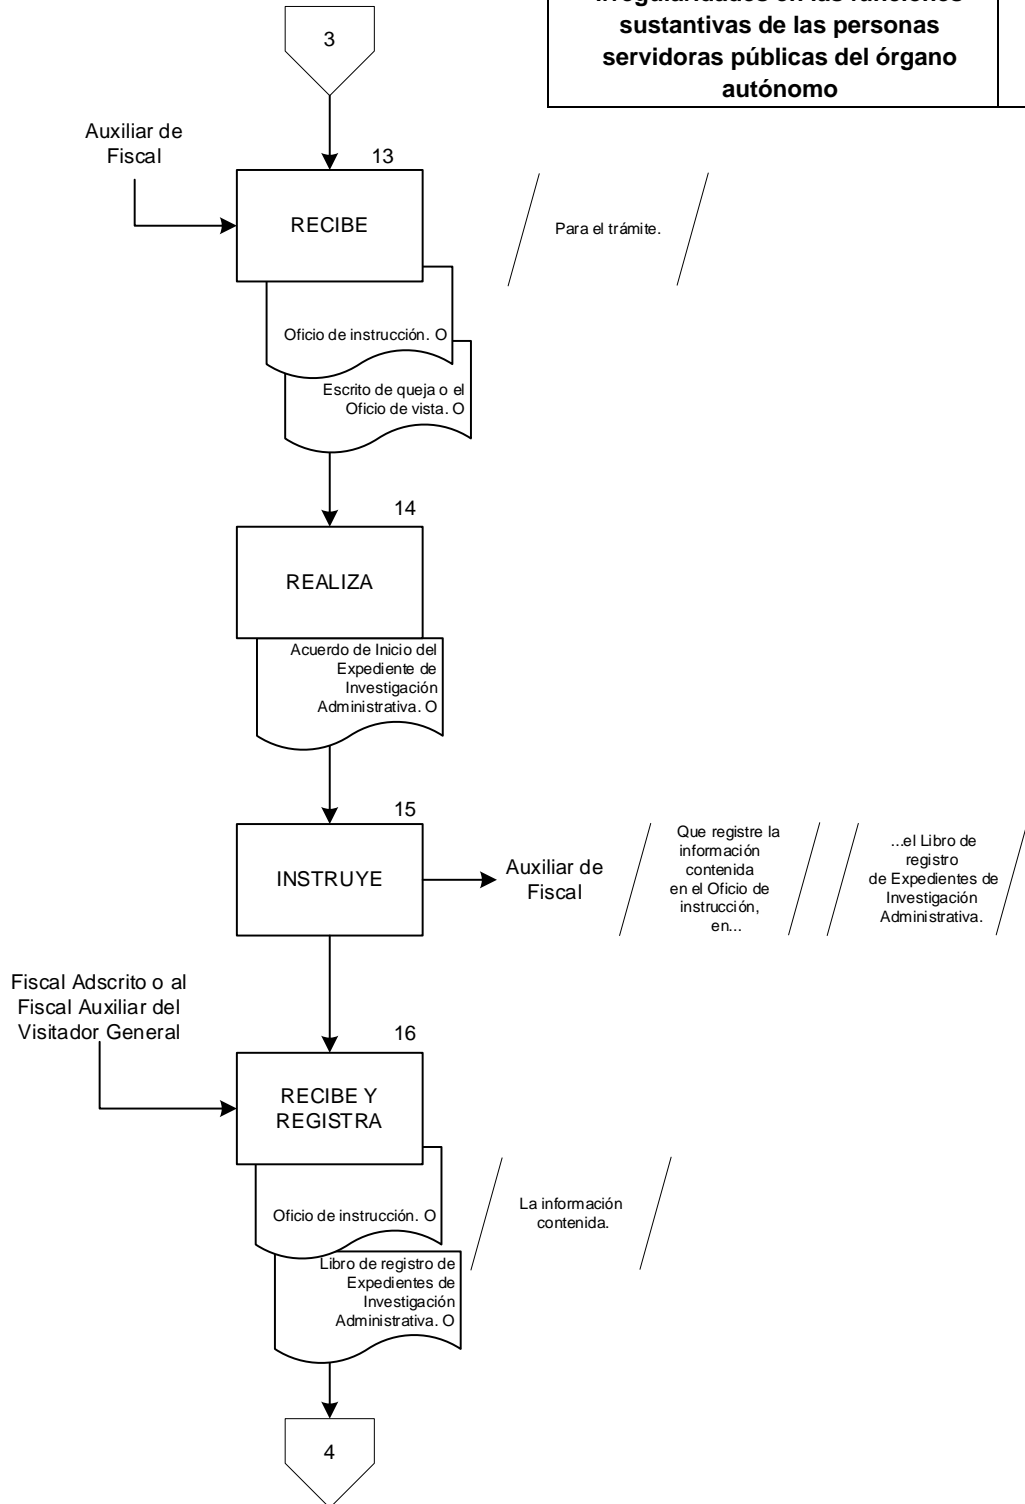 Irregularidades en las funciones
sustantivas de las personas
servidoras públicas del órgano
autónomo
3
Auxiliar de
Fiscal
13
RECIBE
Para el trámite.
Oficio de instrucción. O
Escrito de queja o el
Oficio de vista. O
14
REALIZA
Acuerdo de Inicio del
Expediente de
Investigación
Administrativa. O
15
INSTRUYE
Auxiliar de
Fiscal
Que registre la
información
contenida
en el Oficio de
instrucción,
en...
...el Libro de
registro
de Expedientes de
Investigación
Administrativa.
Fiscal Adscrito o al
Fiscal Auxiliar del
Visitador General
16
RECIBE Y
REGISTRA
Oficio de instrucción. O
La información
contenida.
Libro de registro de
Expedientes de
Investigación
Administrativa. O
4